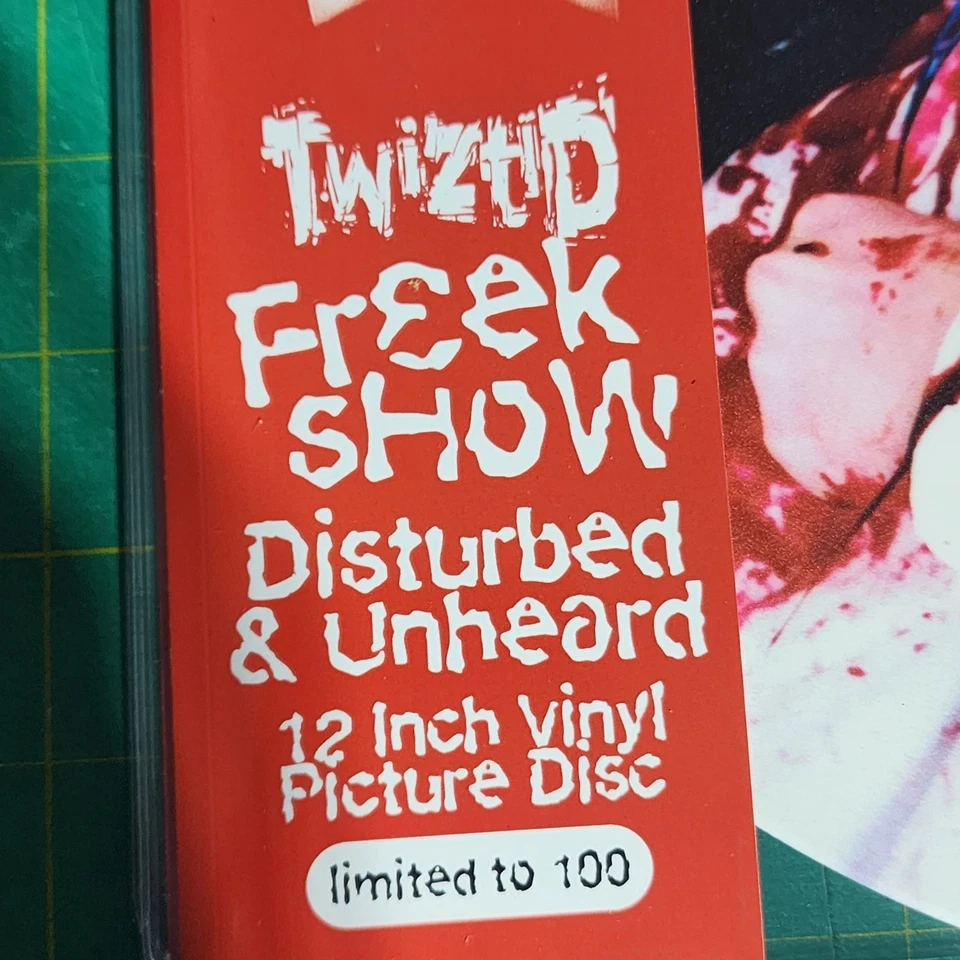 TwiztiD
FrEek
sHoW
Disturbed
& Unheard
12 Inch Vinyl
Picture Disc
limited to 100